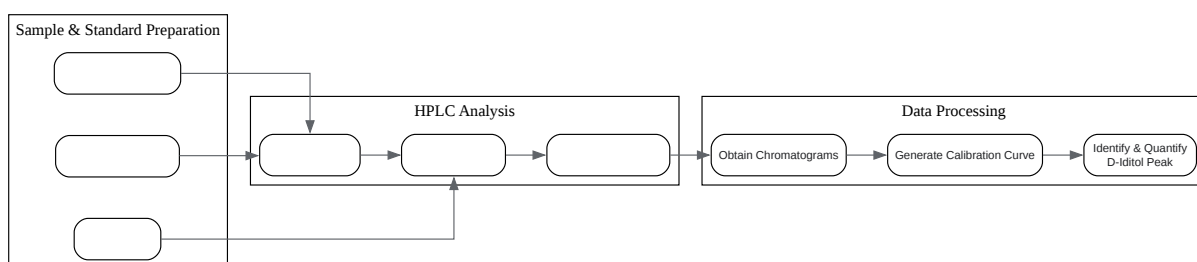 Sample & Standard Preparation
HPLC Analysis
Data Processing
Obtain Chromatograms
Generate Calibration Curve
Identify & Quantify
D-Iditol Peak